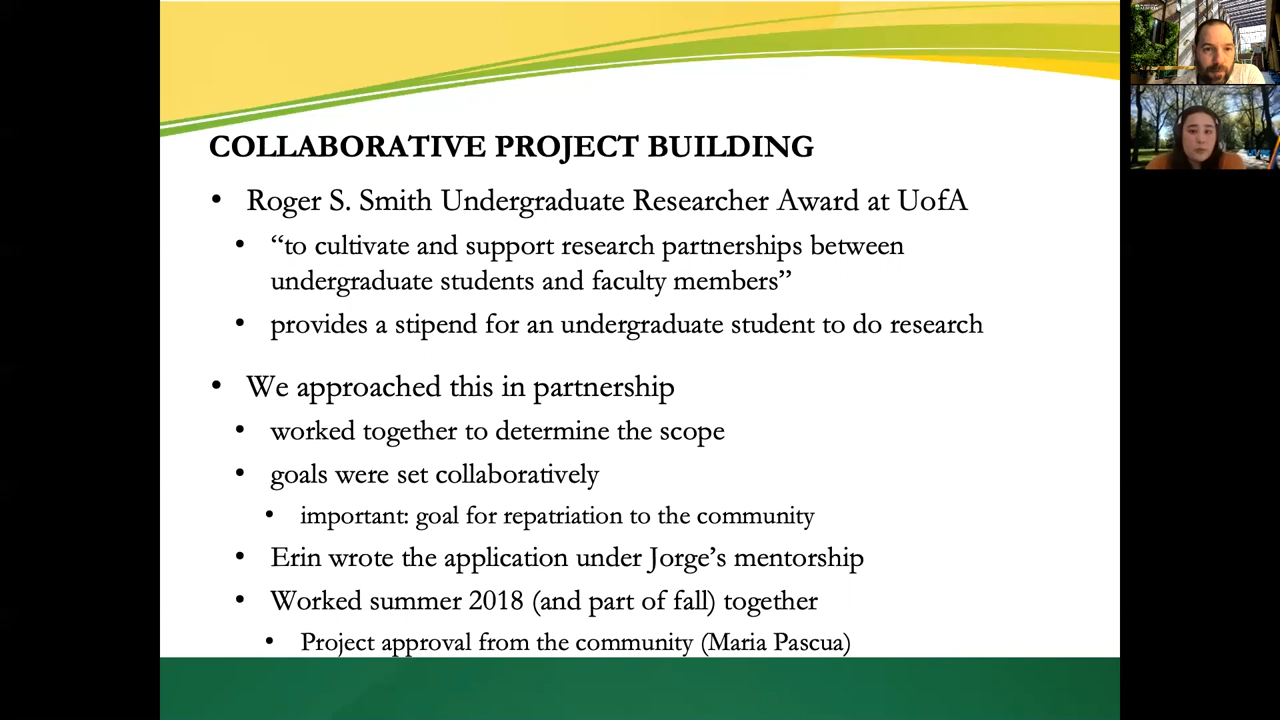 COLLABORATIVE PROJECT BUILDING
• Roger S. Smith Undergraduate Researcher Award at UofA
• “to cultivate and support research partnerships between
undergraduate students and faculty members”
• provides a stipend for an undergraduate student to do research
• We approached this in partnership
• worked together to determine the scope
• goals were set collaboratively
• important: goal for repatriation to the community
• Erin wrote the application under Jorge’s mentorship
• Worked summer 2018 (and part of fall) together
• Project approval from the community (Maria Pascua)